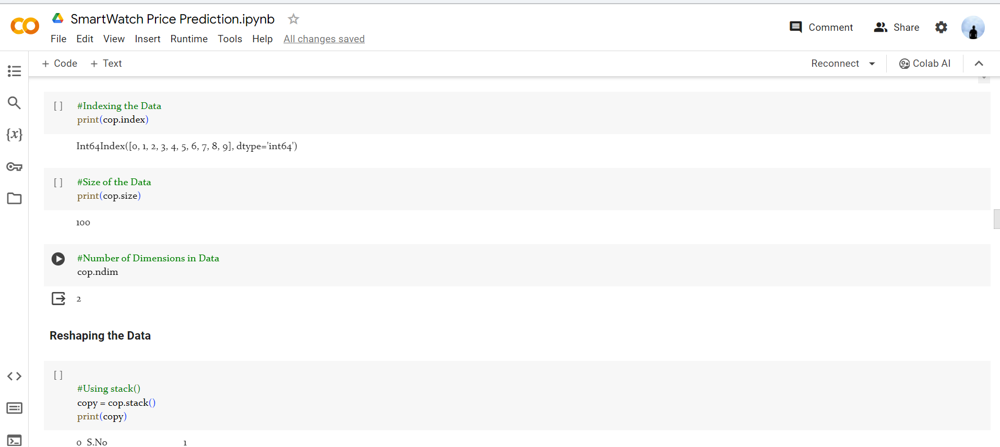 SmartWatch Price Prediction.ipynb
File Edit View Insert Runtime Tools Help All changes saved
Comment Share
+ Code + Text
Reconnect Colab AI
[ ] #Indexing the Data
print(cop.index)
Int64Index([0, 1, 2, 3, 4, 5, 6, 7, 8, 9], dtype='int64')
[ ] #Size of the Data
print(cop.size)
100
#Number of Dimensions in Data
cop.ndim
2
Reshaping the Data
[ ]
#Using stack()
copy = cop.stack()
print(copy)
0 S.No 1